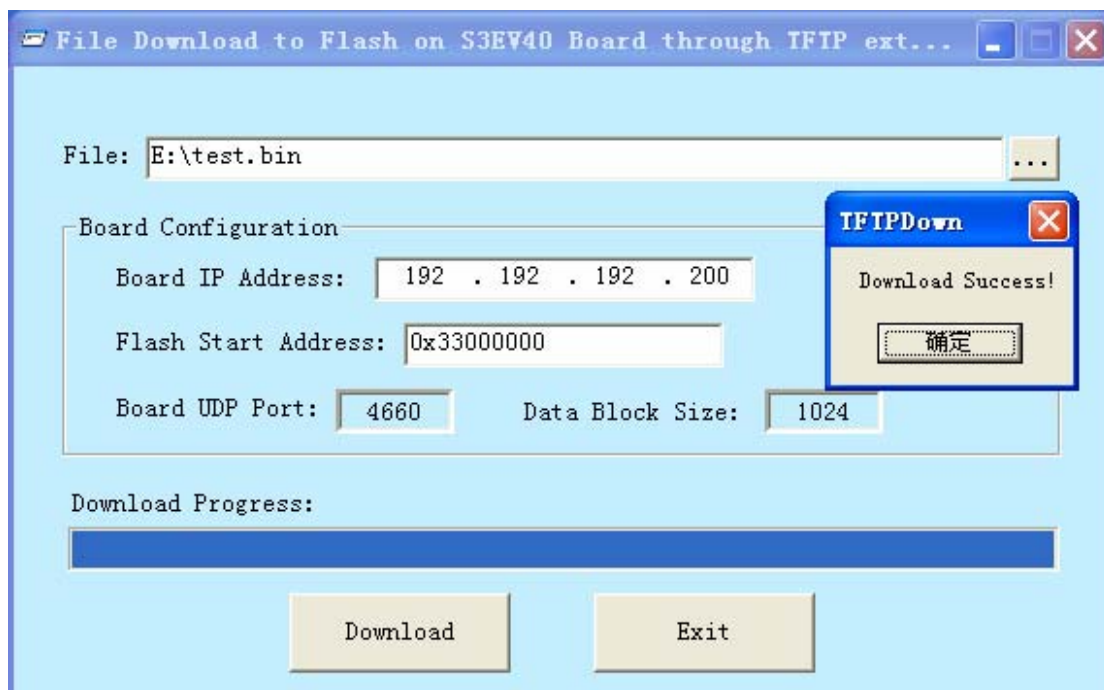 File Download to Flash on S3EV40 Board through TFTP ext...
File: E:\test.bin ...
Board Configuration
Board IP Address: 192 . 192 . 192 . 200
Flash Start Address: 0x33000000
Board UDP Port: 4660 Data Block Size: 1024
TFTPDown
Download Success!
确定
Download Progress:
Download Exit